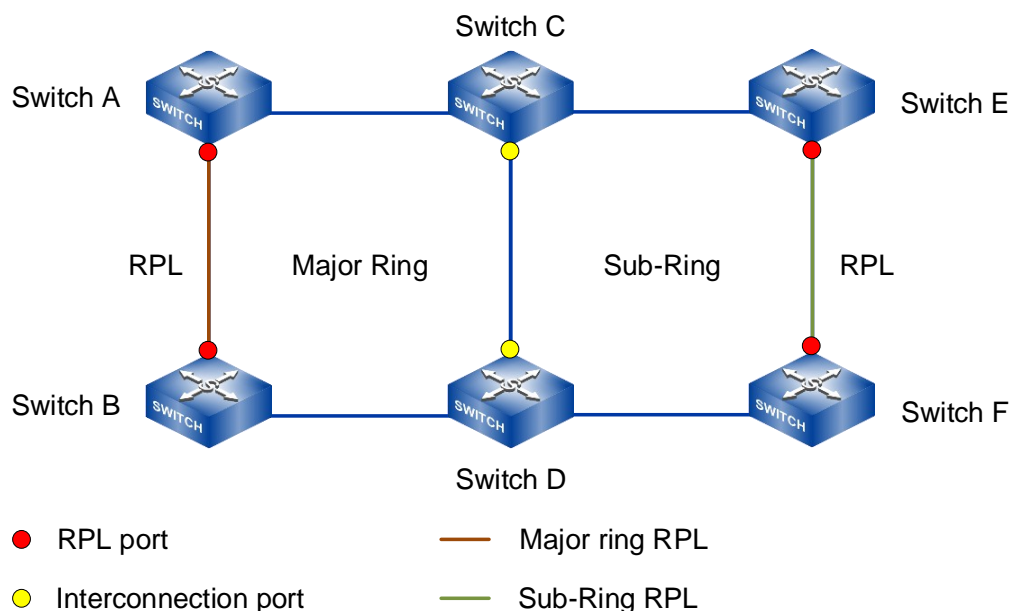 Switch C
Switch A
SWITCH
SWITCH
SWITCH
Switch E
RPL
Major Ring
Sub-Ring
RPL
Switch B
SWITCH
SWITCH
SWITCH
Switch F
Switch D
RPL port
Major ring RPL
Interconnection port
Sub-Ring RPL